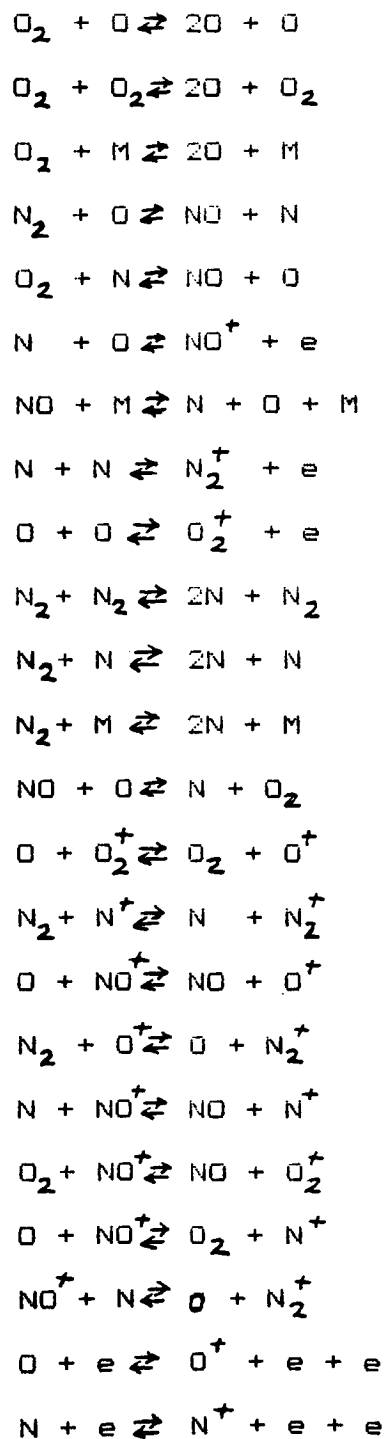 O₂ + O ⇄ 2O + O
O₂ + O₂ ⇄ 2O + O₂
O₂ + M ⇄ 2O + M
N₂ + O ⇄ NO + N
O₂ + N ⇄ NO + O
N + O ⇄ NO⁺ + e
NO + M ⇄ N + O + M
N + N ⇄ N₂⁺ + e
O + O ⇄ O₂⁺ + e
N₂ + N₂ ⇄ 2N + N₂
N₂ + N ⇄ 2N + N
N₂ + M ⇄ 2N + M
NO + O ⇄ N + O₂
O + O₂⁺ ⇄ O₂ + O⁺
N₂ + N⁺ ⇄ N + N₂⁺
O + NO⁺ ⇄ NO + O⁺
N₂ + O⁺ ⇄ O + N₂⁺
N + NO⁺ ⇄ NO + N⁺
O₂ + NO⁺ ⇄ NO + O₂⁺
O + NO⁺ ⇄ O₂ + N⁺
NO⁺ + N ⇄ O + N₂⁺
O + e ⇄ O⁺ + e + e
N + e ⇄ N⁺ + e + e